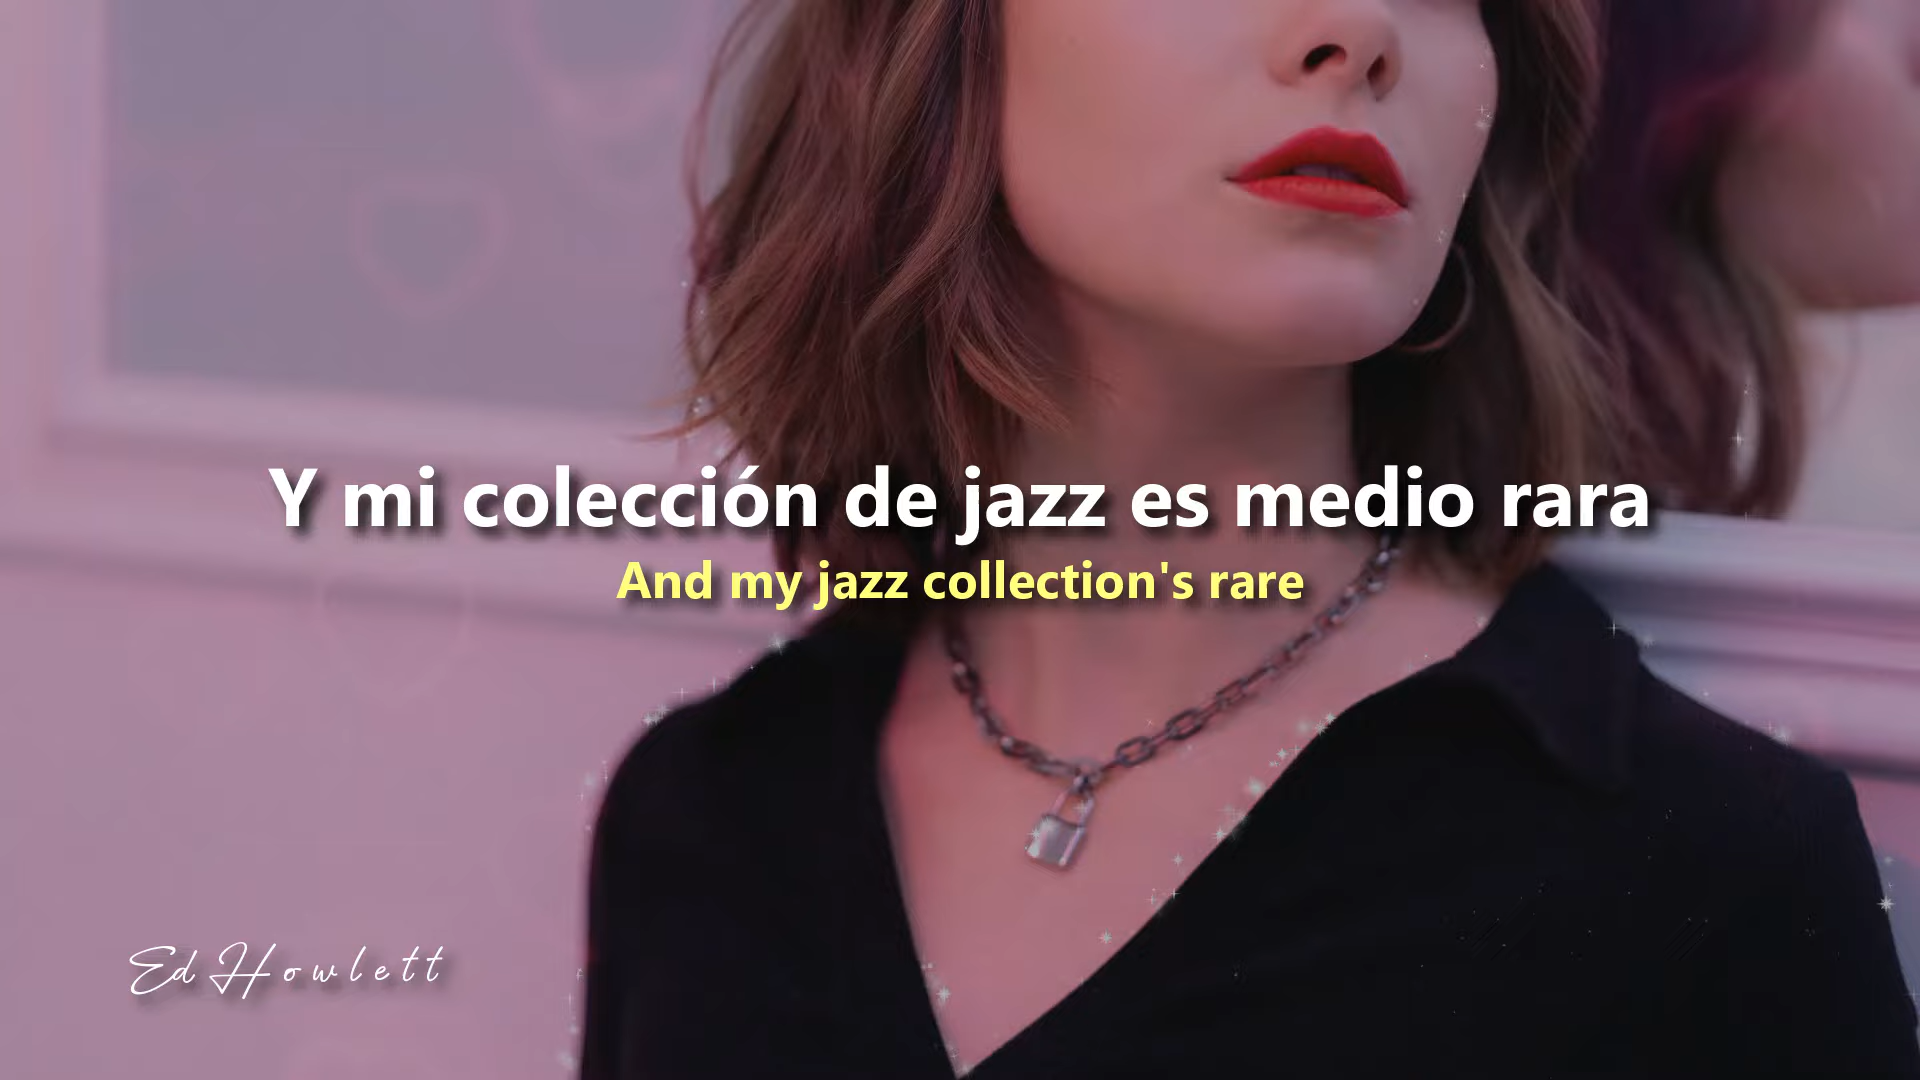 Y mi colección de jazz es medio rara
And my jazz collection's rare
Ed Howlett